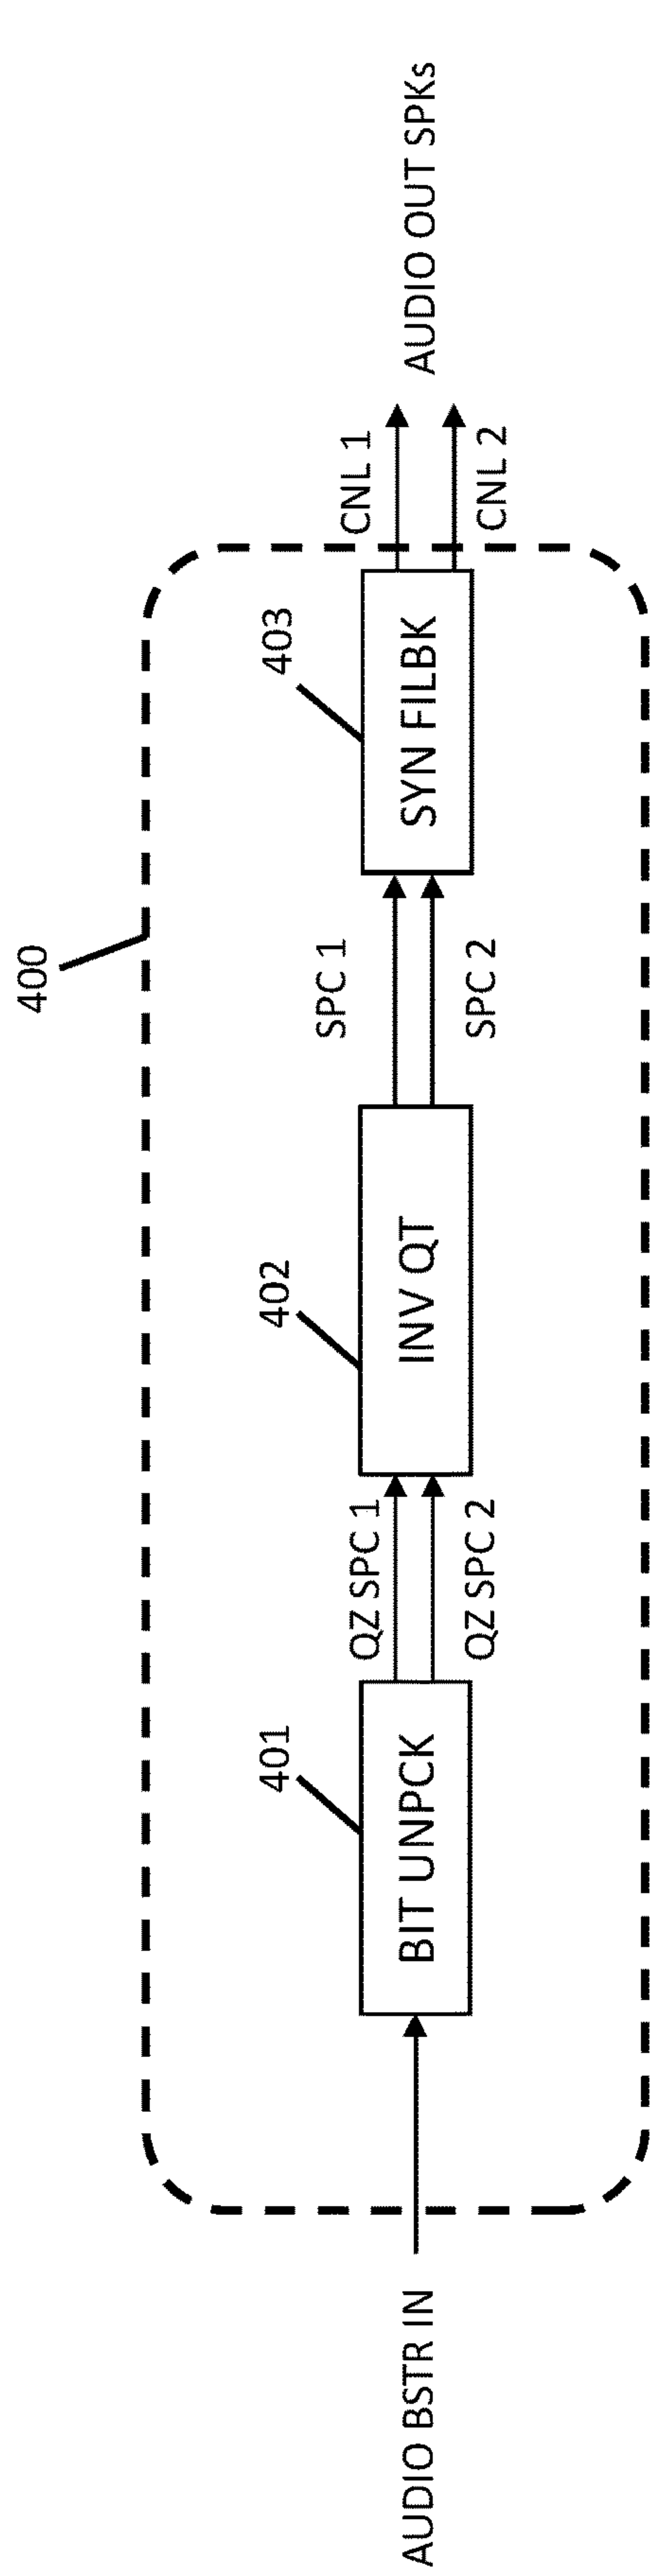 400
AUDIO BSTR IN
401
BIT UNPCK
QZ SPC 1
QZ SPC 2
402
INV QT
SPC 1
SPC 2
403
SYN FILBK
CNL 1
CNL 2
AUDIO OUT SPKs